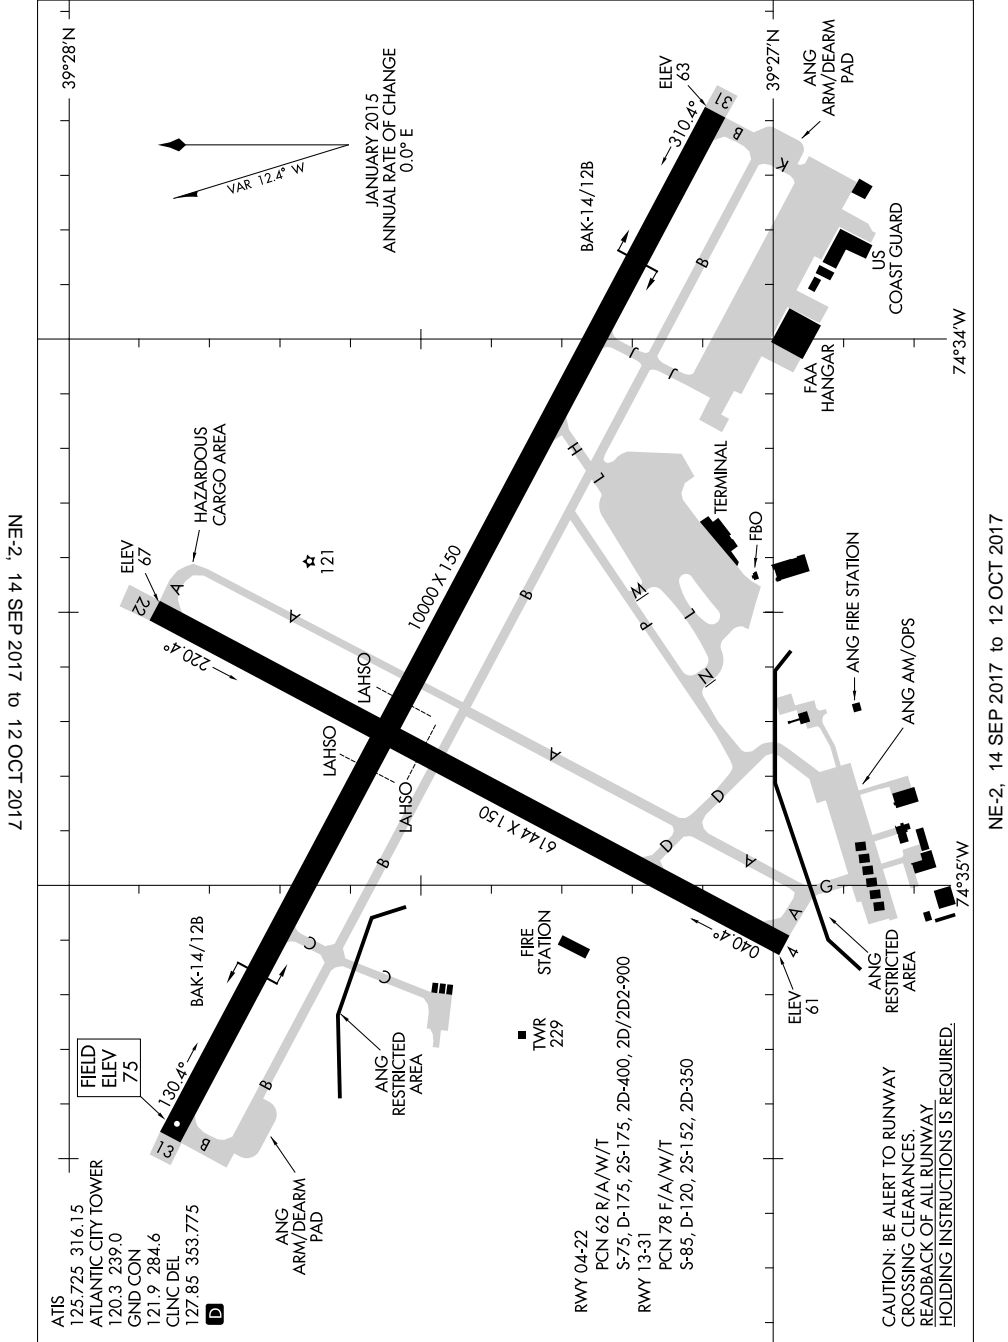 ATIS
125.725 316.15
ATLANTIC CITY TOWER
120.3 239.0
GND CON
121.9 284.6
CLNC DEL
127.85 353.775
D
39°28'N
39°27'N
VAR 12.4° W
JANUARY 2015
ANNUAL RATE OF CHANGE
0.0° E
ELEV
63
31
310.4°
ANG
ARM/DEARM
PAD
B
K
BAK-14/12B
B
US
COAST GUARD
FAA
HANGAR
74°34'W
J
J
HAZARDOUS
CARGO AREA
H
L
TERMINAL
FBO
ELEV
67
22
220.4°
A
A
121
10000 X 150
B
M
P
L
N
ANG FIRE STATION
ANG AM/OPS
LAHSO
LAHSO
LAHSO
A
6144 X 150
D
D
A
B
G
A
4
040.4°
ELEV
61
74°35'W
ANG
RESTRICTED
AREA
BAK-14/12B
C
C
FIRE
STATION
TWR
229
ANG
RESTRICTED
AREA
FIELD
ELEV
75
130.4°
13
B
B
ANG
ARM/DEARM
PAD
RWY 04-22
PCN 62 R/A/W/T
S-75, D-175, 2S-175, 2D-400, 2D/2D2-900
RWY 13-31
PCN 78 F/A/W/T
S-85, D-120, 2S-152, 2D-350
CAUTION: BE ALERT TO RUNWAY
CROSSING CLEARANCES.
READBACK OF ALL RUNWAY
HOLDING INSTRUCTIONS IS REQUIRED.
NE-2, 14 SEP 2017 to 12 OCT 2017
NE-2, 14 SEP 2017 to 12 OCT 2017